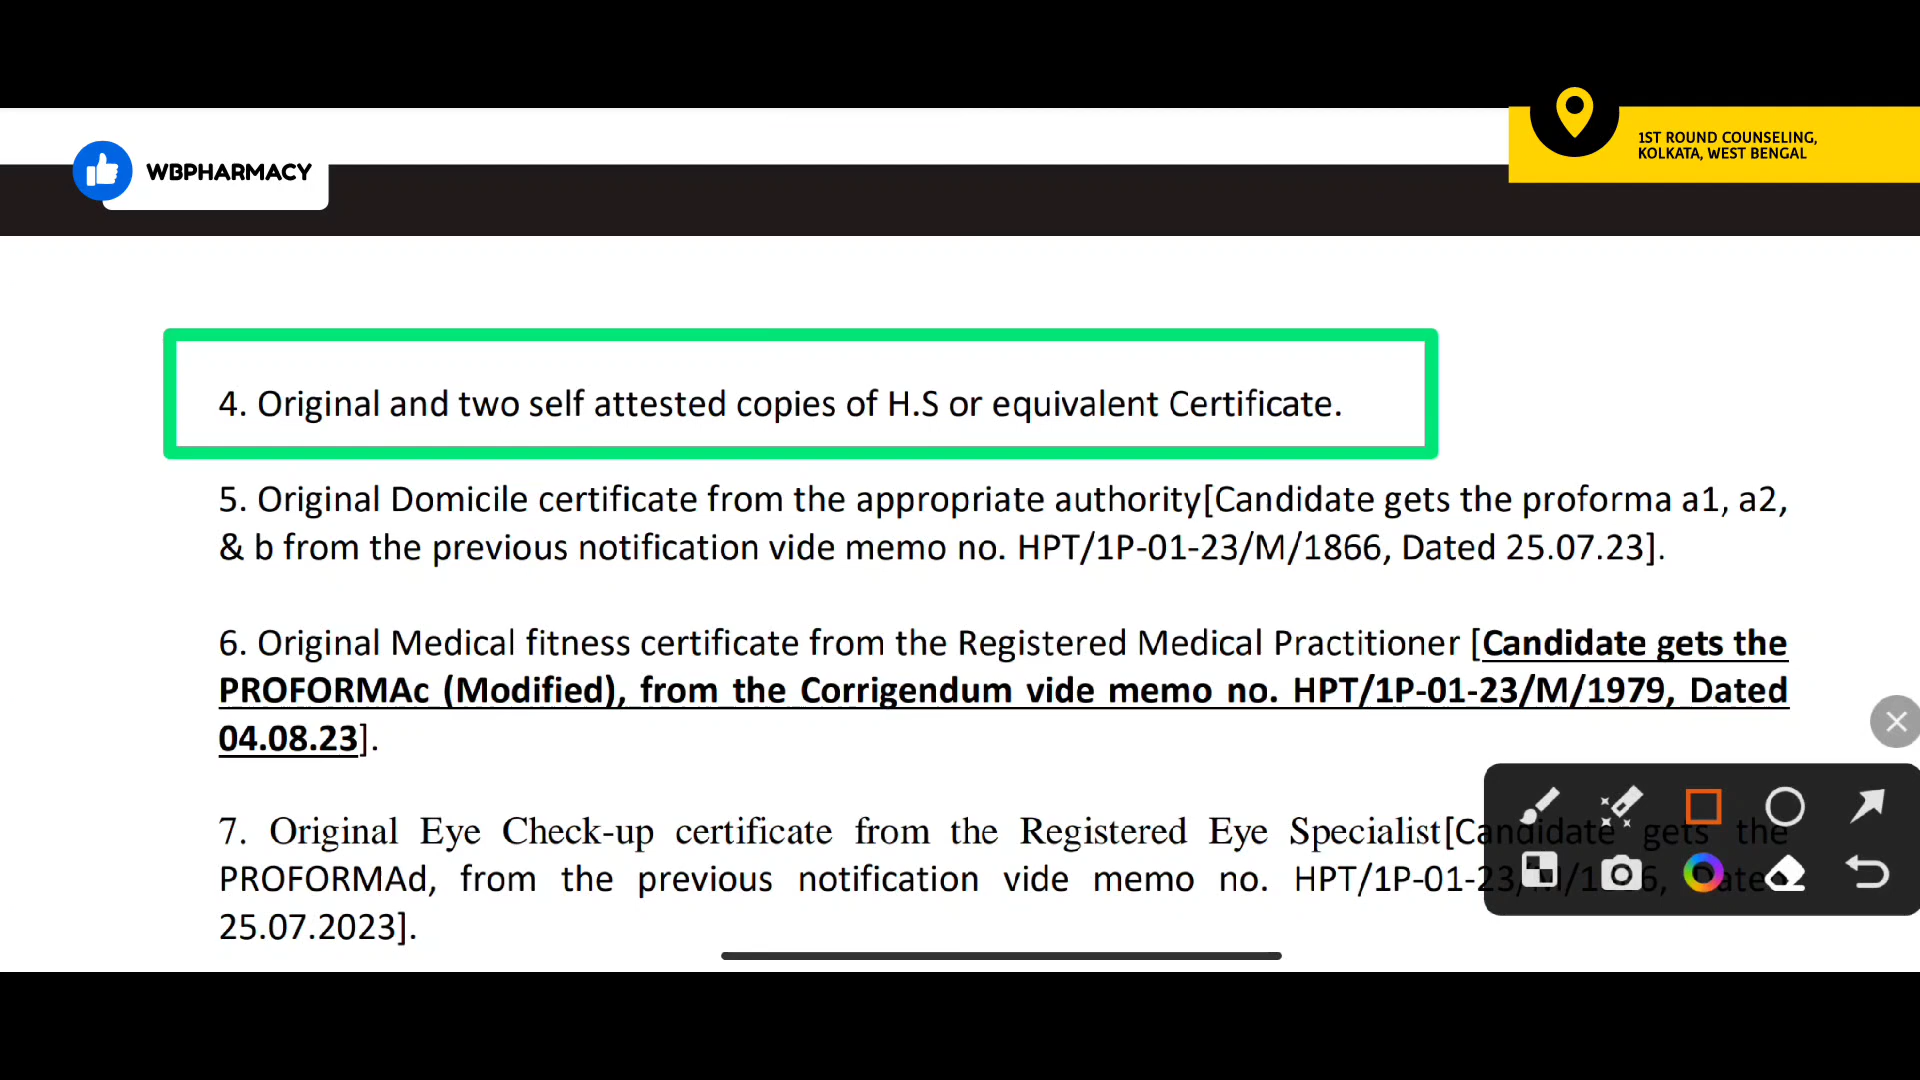 1ST ROUND COUNSELING,
KOLKATA, WEST BENGAL
WBPHARMACY
4. Original and two self attested copies of H.S or equivalent Certificate.
5. Original Domicile certificate from the appropriate authority[Candidate gets the proforma a1, a2,
& b from the previous notification vide memo no. HPT/1P-01-23/M/1866, Dated 25.07.23].
6. Original Medical fitness certificate from the Registered Medical Practitioner [Candidate gets the
PROFORMAc (Modified), from the Corrigendum vide memo no. HPT/1P-01-23/M/1979, Dated
04.08.23].
7. Original Eye Check-up certificate from the Registered Eye Specialist[Candidate gets the
PROFORMAd, from the previous notification vide memo no. Dated
25.07.2023].